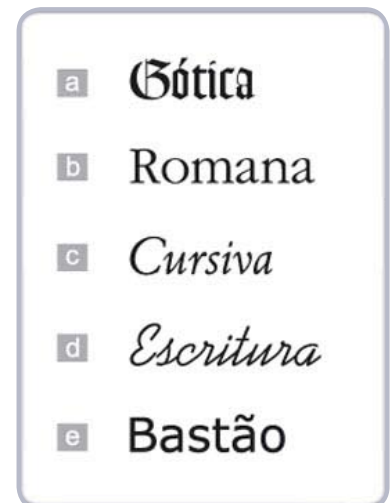 a Gótica
b Romana
c Cursiva
d Escritura
e Bastão